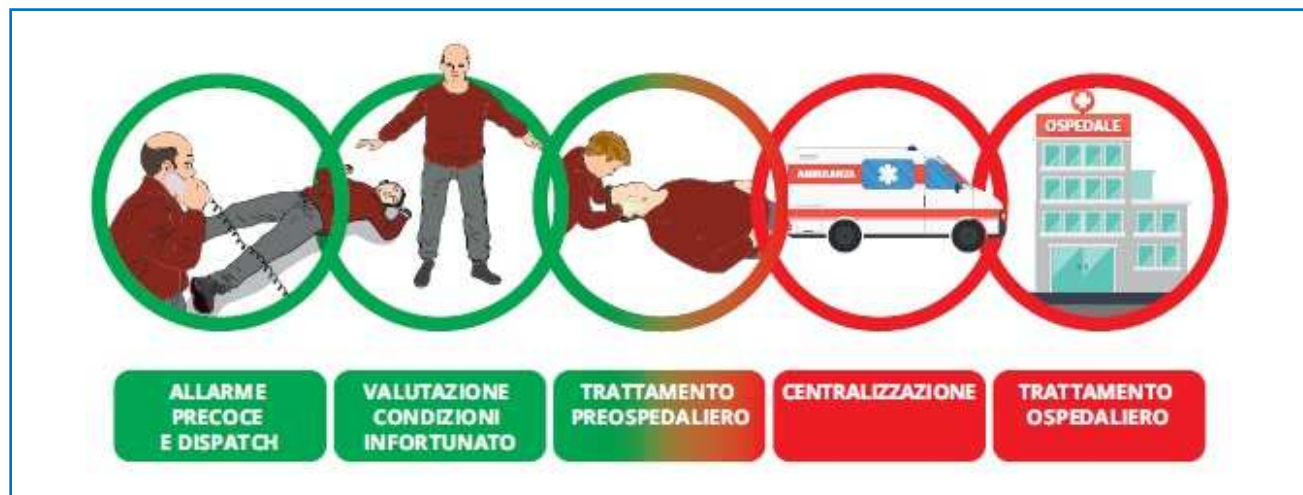 OSPEDALE
AMBULANZA
ALLARME
PRECOCE
E DISPATCH
VALUTAZIONE
CONDIZIONI
INFORTUNATO
TRATTAMENTO
PREOSPEDALIERO
CENTRALIZZAZIONE
TRATTAMENTO
OSPEDALIERO